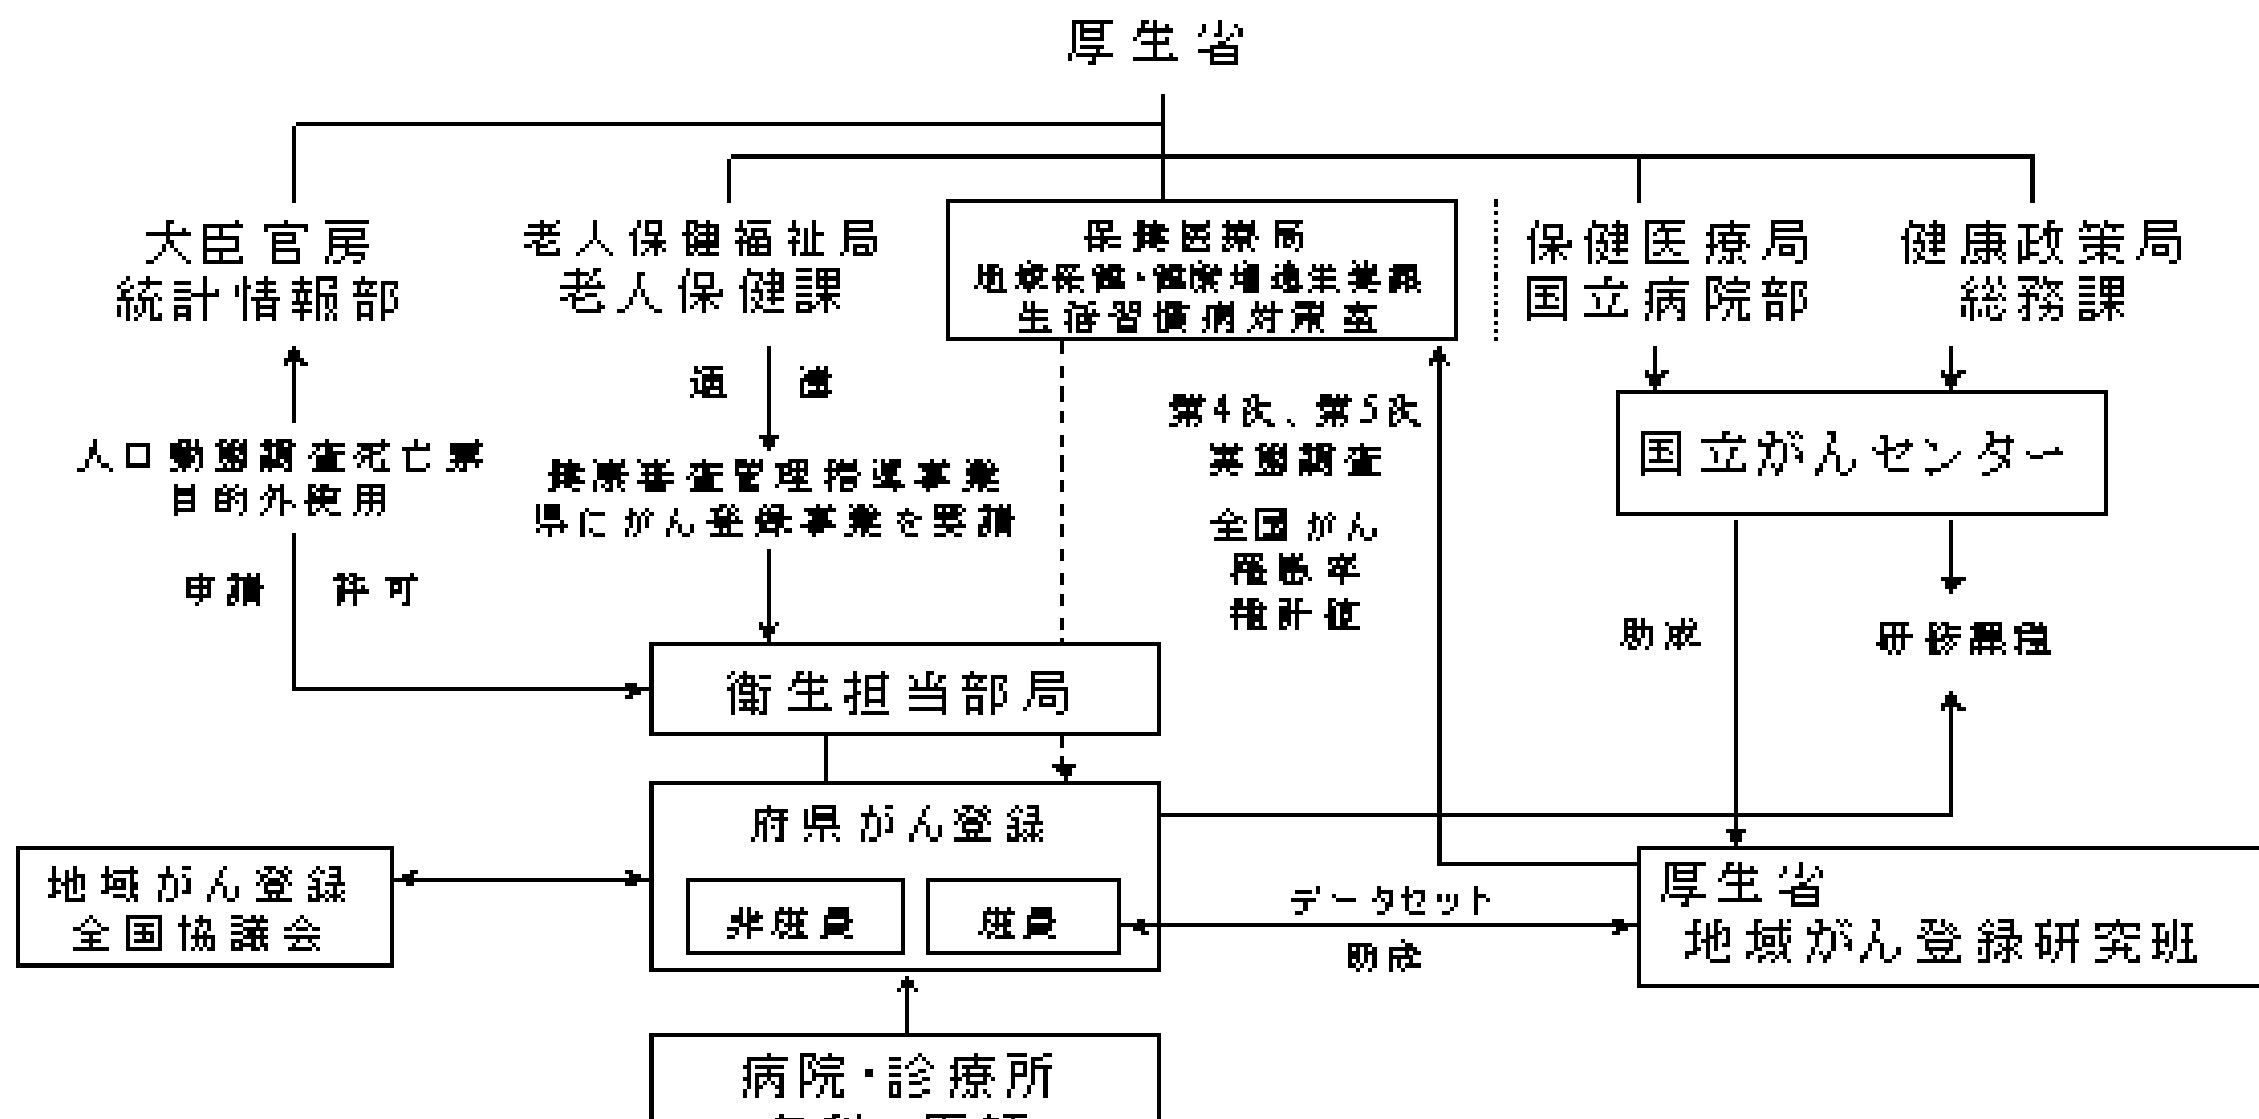 厚生省
大臣官房
統計情報部
老人保健福祉局
老人保健課
保健医療局
地域保健・健康増進栄養課
生活習慣病対策室
保健医療局
国立病院部
健康政策局
総務課
通達
人口動態調査死亡票
目的外使用
申請 許可
健康審査管理指導事業
県にがん登録事業を要請
第4次、第5次
実態調査
全国がん
罹患率
推計値
国立がんセンター
助成
研修課程
衛生担当部局
府県がん登録
非班員
班員
地域がん登録
全国協議会
データセット
助成
厚生省
地域がん登録研究班
病院・診療所